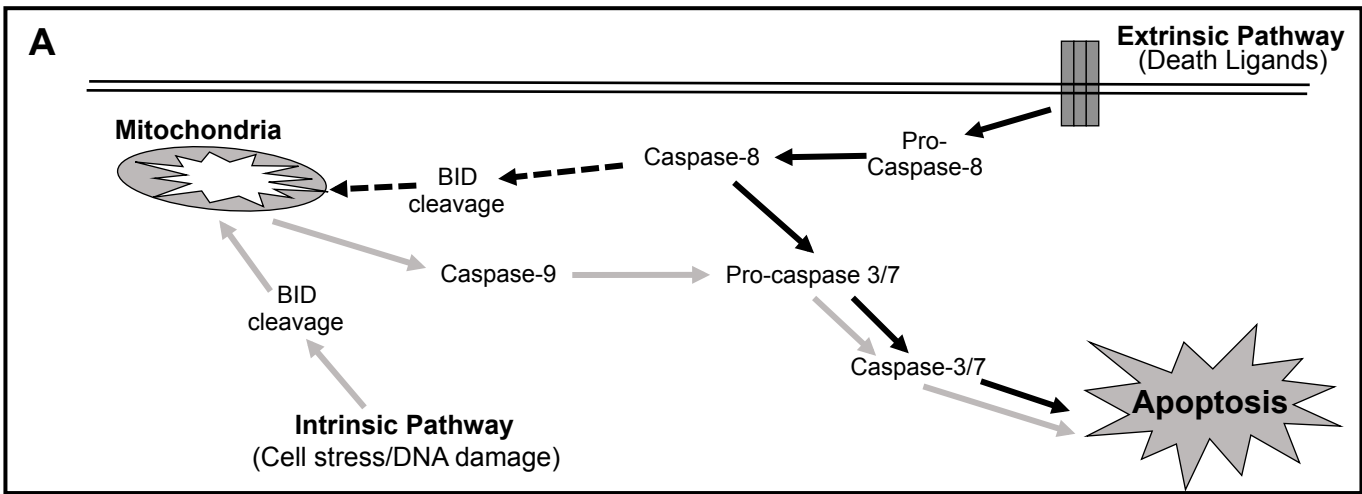 A
Extrinsic Pathway
(Death Ligands)
Mitochondria
Pro-
Caspase-8
Caspase-8
BID
cleavage
Caspase-9
Pro-caspase 3/7
BID
cleavage
Caspase-3/7
Apoptosis
Intrinsic Pathway
(Cell stress/DNA damage)